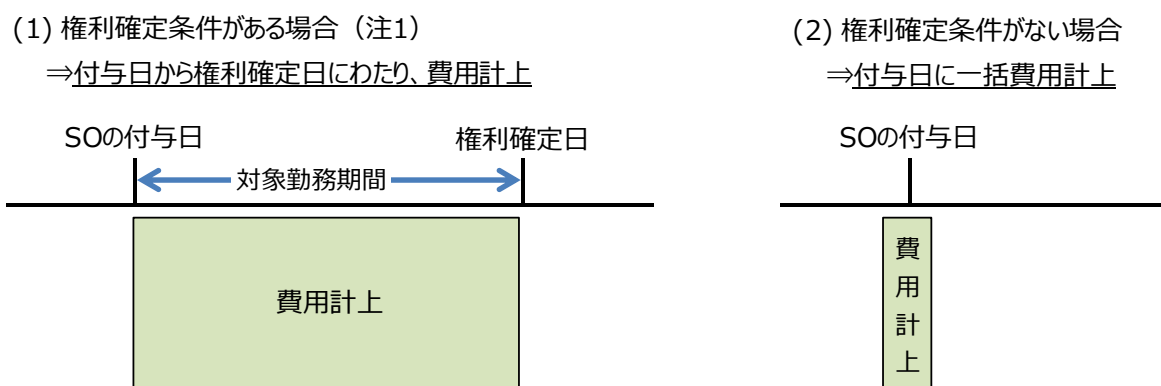 (1) 権利確定条件がある場合（注1）
⇒付与日から権利確定日にわたり、費用計上
SOの付与日
権利確定日
対象勤務期間
費用計上
(2) 権利確定条件がない場合
⇒付与日に一括費用計上
SOの付与日
費
用
計
上